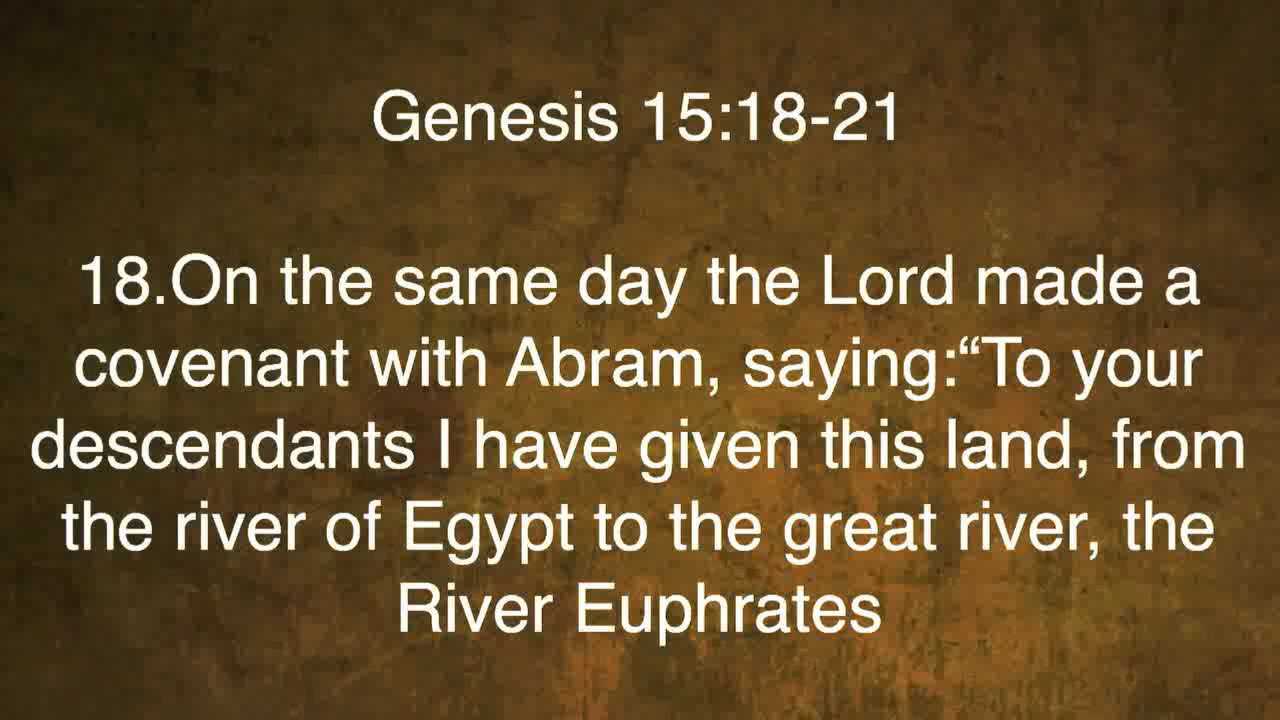 Genesis 15:18-21
18.On the same day the Lord made a
covenant with Abram, saying:“To your
descendants I have given this land, from
the river of Egypt to the great river, the
River Euphrates